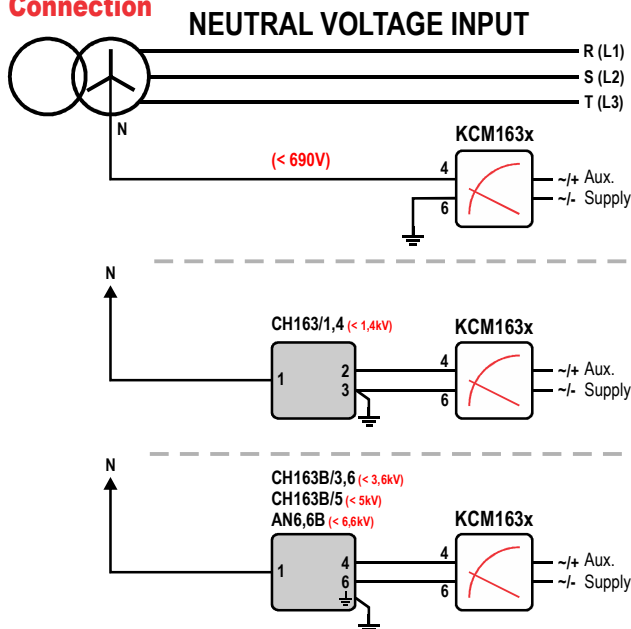 Connection
NEUTRAL VOLTAGE INPUT
R (L1)
S (L2)
T (L3)
N
KCM163x
(< 690V)
4
~/+ Aux.
6
~/- Supply
N
CH163/1,4 (< 1,4kV)
KCM163x
1
2
4
~/+ Aux.
3
6
~/- Supply
N
CH163B/3,6 (< 3,6kV)
CH163B/5 (< 5kV)
AN6,6B (< 6,6kV)
KCM163x
1
4
4
~/+ Aux.
6
6
~/- Supply